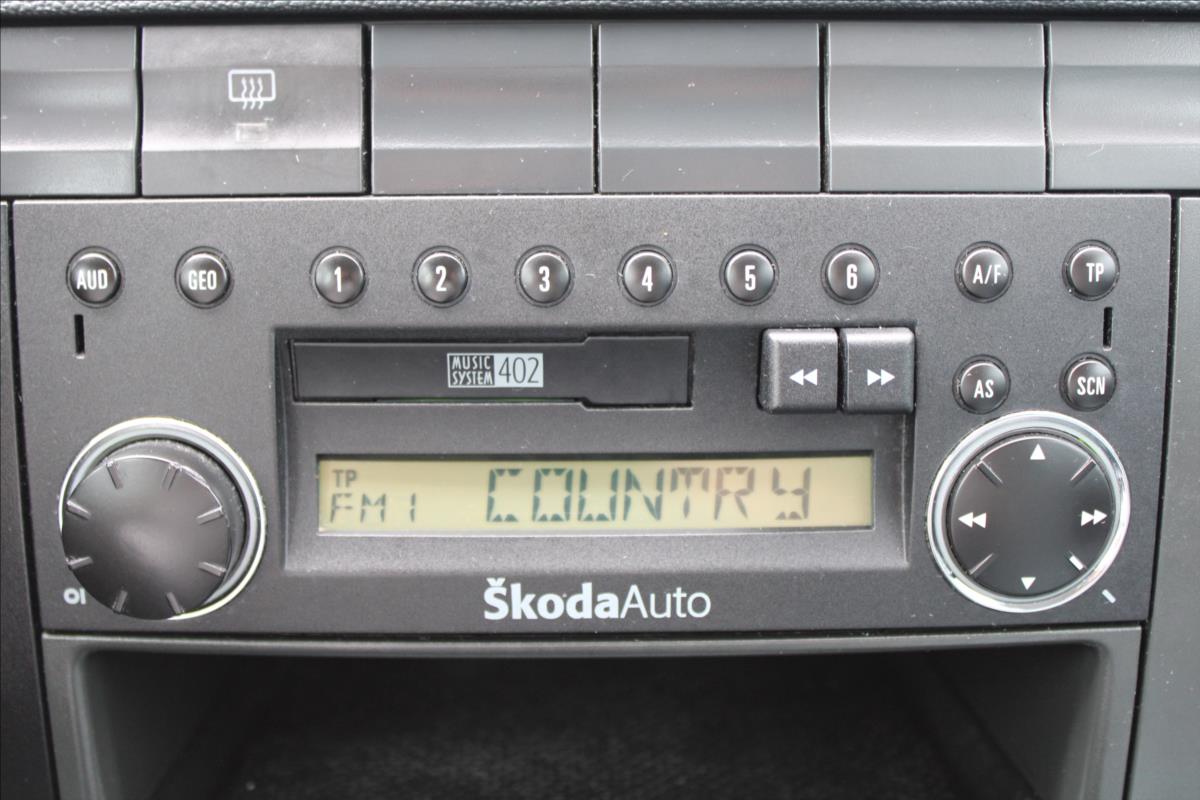 AUD GEO 1 2 3 4 5 6 A/F TP
MUSIC
SYSTEM 402
AS SCN
TP
FM1 COUNTRY
ŠkodaAuto